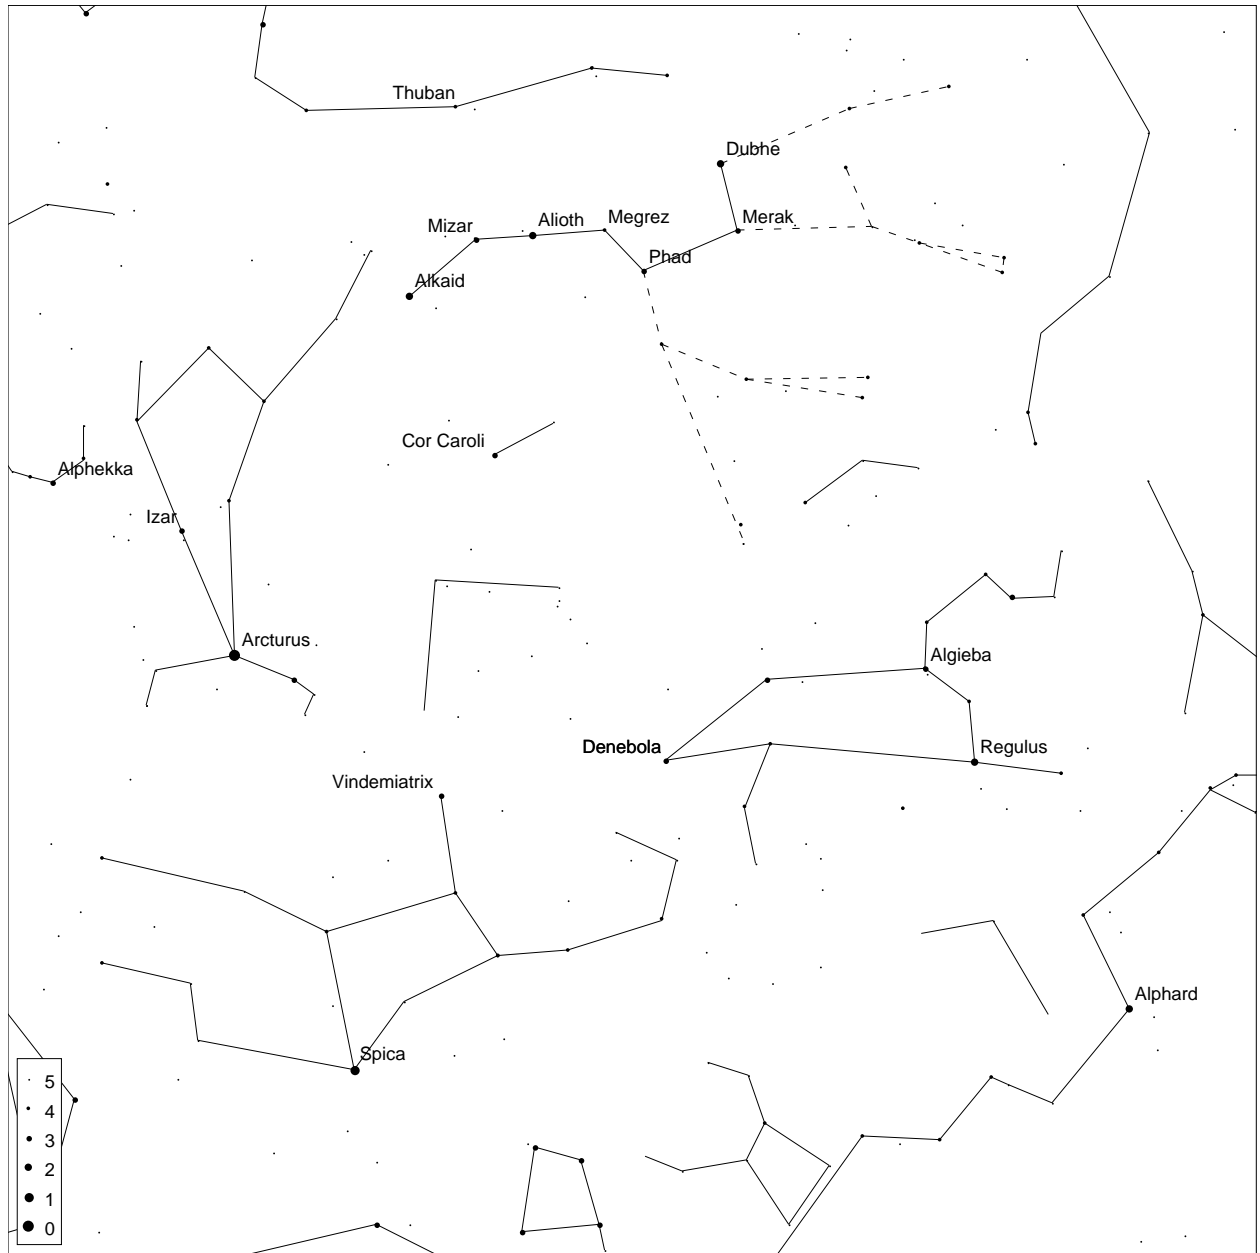 Thuban
Dubhe
Mizar
Alioth
Megrez
Merak
Phad
Alkaid
Cor Caroli
Alphekka
Izar
Arcturus
Algieba
Denebola
Regulus
Vindemiatrix
Alphard
Spica
5
4
3
2
1
0